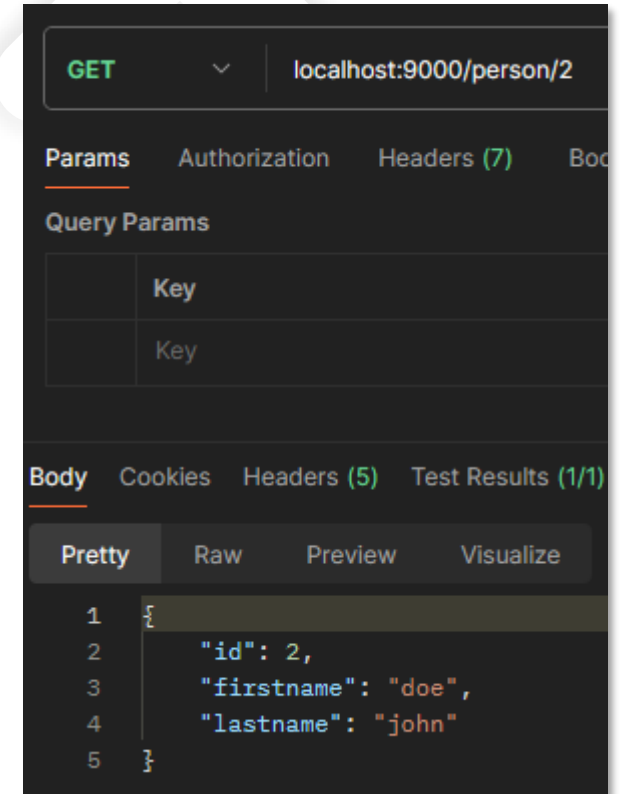 GET localhost:9000/person/2
Params Authorization Headers (7)
Query Params
Key
Key
Body Cookies Headers (5) Test Results (1/1)
Pretty Raw Preview Visualize
1 {
2 "id": 2,
3 "firstname": "doe",
4 "lastname": "john"
5 }